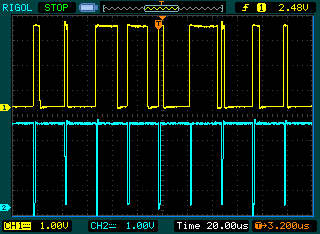 RIGOL STOP T 1 2.48V
T
1
2
CH1 1.00V CH2 1.00V Time 20.00us T→3.200us